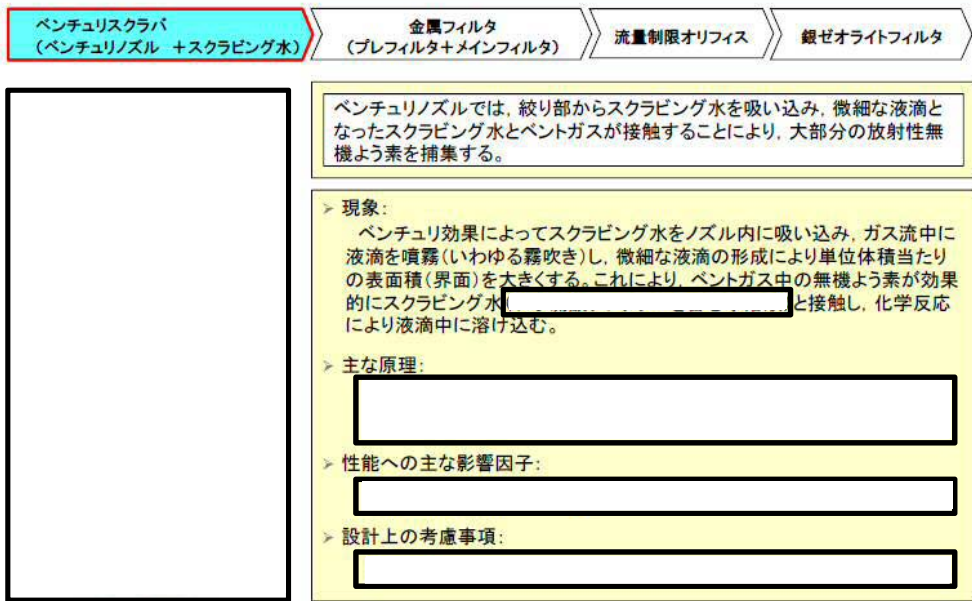 ベンチュリスクラバ
（ベンチュリノズル　＋スクラビング水）
金属フィルタ
（プレフィルタ＋メインフィルタ）
流量制限オリフィス
銀ゼオライトフィルタ
ベンチュリノズルでは，絞り部からスクラビング水を吸い込み，微細な液滴と
なったスクラビング水とベントガスが接触することにより，大部分の放射性無
機よう素を捕集する。
➢ 現象：
ベンチュリ効果によってスクラビング水をノズル内に吸い込み，ガス流中に
液滴を噴霧（いわゆる霧吹き）し，微細な液滴の形成により単位体積当たり
の表面積（界面）を大きくする。これにより，ベントガス中の無機よう素が効果
的にスクラビング水 と接触し，化学反応
により液滴中に溶け込む。
➢ 主な原理：
➢ 性能への主な影響因子：
➢ 設計上の考慮事項：